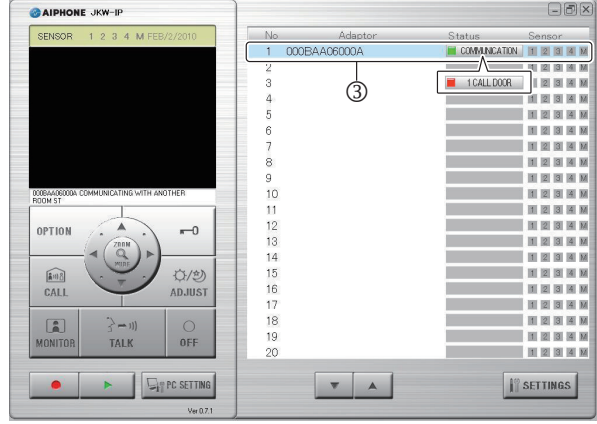 AIPHONE JKW-IP
SENSOR 1 2 3 4 M FEB/2/2010
000BAA06000A COMMUNICATING WITH ANOTHER
ROOM ST
OPTION
ZOOM
MODE
CALL
ADJUST
MONITOR TALK OFF
PC SETTING
Ver 0.7.1
No Adaptor Status Sensor
1 000BAA06000A COMMUNICATION 1 2 3 4 M
2 1 2 3 4 M
3 1 CALL DOOR 1 2 3 4 M
③
4 1 2 3 4 M
5 1 2 3 4 M
6 1 2 3 4 M
7 1 2 3 4 M
8 1 2 3 4 M
9 1 2 3 4 M
10 1 2 3 4 M
11 1 2 3 4 M
12 1 2 3 4 M
13 1 2 3 4 M
14 1 2 3 4 M
15 1 2 3 4 M
16 1 2 3 4 M
17 1 2 3 4 M
18 1 2 3 4 M
19 1 2 3 4 M
20 1 2 3 4 M
SETTINGS